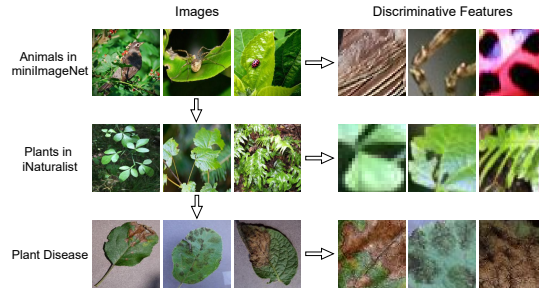 Images
Discriminative Features
Animals in
miniImageNet
Plants in
iNaturalist
Plant Disease